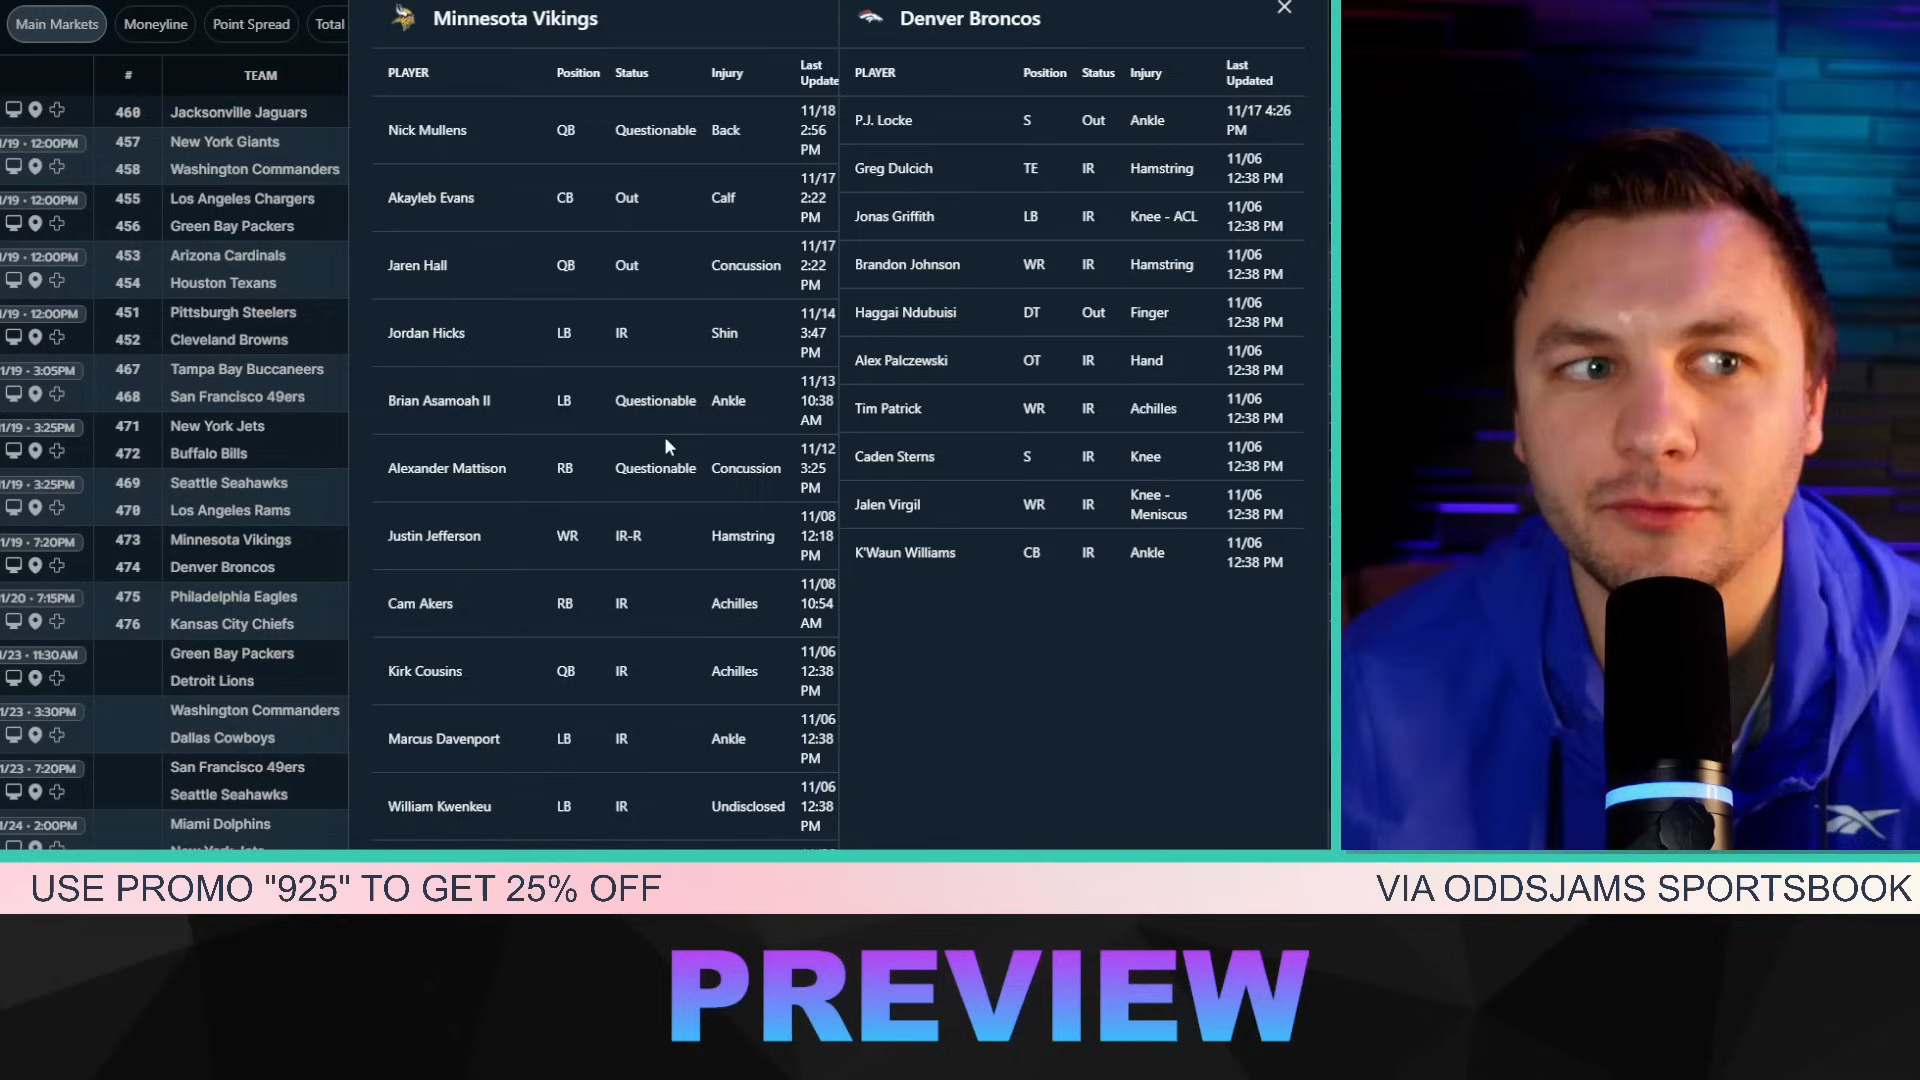 Main Markets
Moneyline
Point Spread
Total
# TEAM
460 Jacksonville Jaguars
1/19 • 12:00PM 457 New York Giants
458 Washington Commanders
1/19 • 12:00PM 455 Los Angeles Chargers
456 Green Bay Packers
1/19 • 12:00PM 453 Arizona Cardinals
454 Houston Texans
1/19 • 12:00PM 451 Pittsburgh Steelers
452 Cleveland Browns
1/19 • 3:05PM 467 Tampa Bay Buccaneers
468 San Francisco 49ers
1/19 • 3:25PM 471 New York Jets
472 Buffalo Bills
1/19 • 3:25PM 469 Seattle Seahawks
470 Los Angeles Rams
1/19 • 7:20PM 473 Minnesota Vikings
474 Denver Broncos
1/20 • 7:15PM 475 Philadelphia Eagles
476 Kansas City Chiefs
1/23 • 11:30AM Green Bay Packers
Detroit Lions
1/23 • 3:30PM Washington Commanders
Dallas Cowboys
1/23 • 7:20PM San Francisco 49ers
Seattle Seahawks
1/24 • 2:00PM Miami Dolphins
Minnesota Vikings
PLAYER Position Status Injury Last
Update
Nick Mullens QB Questionable Back 11/18
2:56
PM
Akayleb Evans CB Out Calf 11/17
2:22
PM
Jaren Hall QB Out Concussion 11/17
2:22
PM
Jordan Hicks LB IR Shin 11/14
3:47
PM
Brian Asamoah II LB Questionable Ankle 11/13
10:38
AM
Alexander Mattison RB Questionable Concussion 11/12
3:25
PM
Justin Jefferson WR IR-R Hamstring 11/08
12:18
PM
Cam Akers RB IR Achilles 11/08
10:54
AM
Kirk Cousins QB IR Achilles 11/06
12:38
PM
Marcus Davenport LB IR Ankle 11/06
12:38
PM
William Kwenkeu LB IR Undisclosed 11/06
12:38
PM
Denver Broncos
PLAYER Position Status Injury Last
Updated
P.J. Locke S Out Ankle 11/17 4:26
PM
Greg Dulcich TE IR Hamstring 11/06
12:38 PM
Jonas Griffith LB IR Knee - ACL 11/06
12:38 PM
Brandon Johnson WR IR Hamstring 11/06
12:38 PM
Haggai Ndubuisi DT Out Finger 11/06
12:38 PM
Alex Palczewski OT IR Hand 11/06
12:38 PM
Tim Patrick WR IR Achilles 11/06
12:38 PM
Caden Sterns S IR Knee 11/06
12:38 PM
Jalen Virgil WR IR Knee - 11/06
Meniscus 12:38 PM
K'Waun Williams CB IR Ankle 11/06
12:38 PM
USE PROMO "925" TO GET 25% OFF
VIA ODDSJAMS SPORTSBOOK
PREVIEW